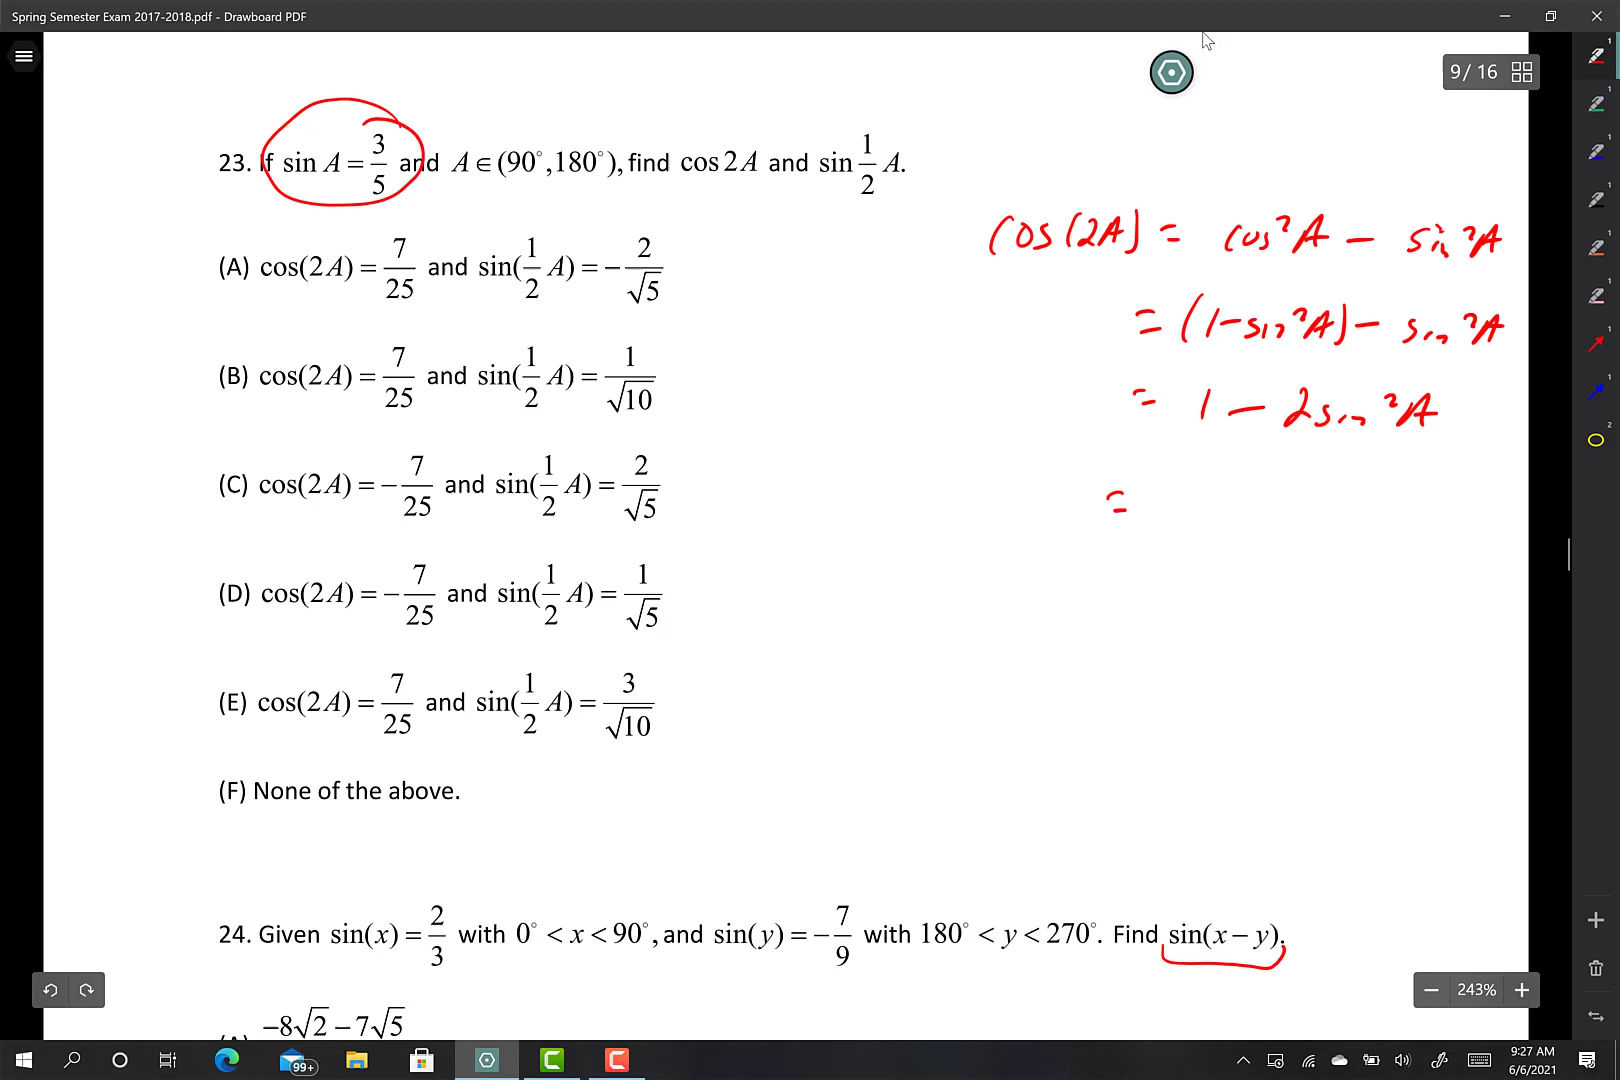 Spring Semester Exam 2017-2018.pdf - Drawboard PDF
9 / 16
23. If sin A = 3/5 and A ∈ (90°, 180°), find cos 2A and sin 1/2 A.
cos(2A) = cos²A − sin²A
(A) cos(2A) = 7/25 and sin(1/2 A) = −2/√5
= (1−sin²A) − sin²A
(B) cos(2A) = 7/25 and sin(1/2 A) = 1/√10
= 1 − 2sin²A
(C) cos(2A) = −7/25 and sin(1/2 A) = 2/√5
=
(D) cos(2A) = −7/25 and sin(1/2 A) = 1/√5
(E) cos(2A) = 7/25 and sin(1/2 A) = 3/√10
(F) None of the above.
24. Given sin(x) = 2/3 with 0° < x < 90°, and sin(y) = −7/9 with 180° < y < 270°. Find sin(x − y).
−8√2 − 7√5
243%
99+
9:27 AM
6/6/2021